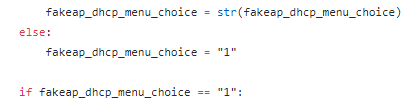 fakeap_dhcp_menu_choice = str(fakeap_dhcp_menu_choice)
else:
    fakeap_dhcp_menu_choice = "1"

if fakeap_dhcp_menu_choice == "1":